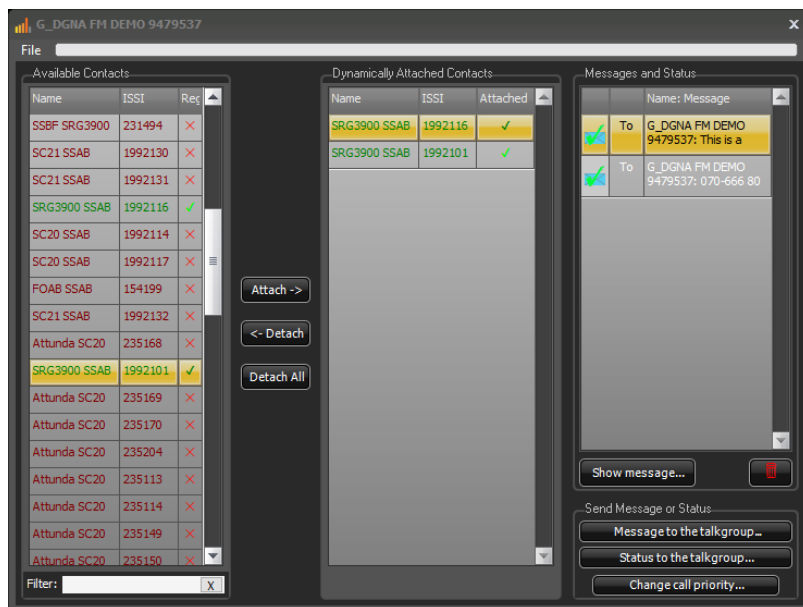 G_DGNA FM DEMO 9479537 x
File
Available Contacts
Name ISSI Reg
SSBF SRG3900 231494
SC21 SSAB 1992130
SC21 SSAB 1992131
SRG3900 SSAB 1992116
SC20 SSAB 1992114
SC20 SSAB 1992117
FOAB SSAB 154199
SC21 SSAB 1992132
Attunda SC20 235168
SRG3900 SSAB 1992101
Attunda SC20 235169
Attunda SC20 235170
Attunda SC20 235204
Attunda SC20 235113
Attunda SC20 235114
Attunda SC20 235149
Attunda SC20 235150
Filter: X
Attach ->
<- Detach
Detach All
Dynamically Attached Contacts
Name ISSI Attached
SRG3900 SSAB 1992116
SRG3900 SSAB 1992101
Messages and Status
Name: Message
To G_DGNA FM DEMO
9479537: This is a
To G_DGNA FM DEMO
9479537: 070-666 80
Show message...
Send Message or Status
Message to the talkgroup...
Status to the talkgroup...
Change call priority...